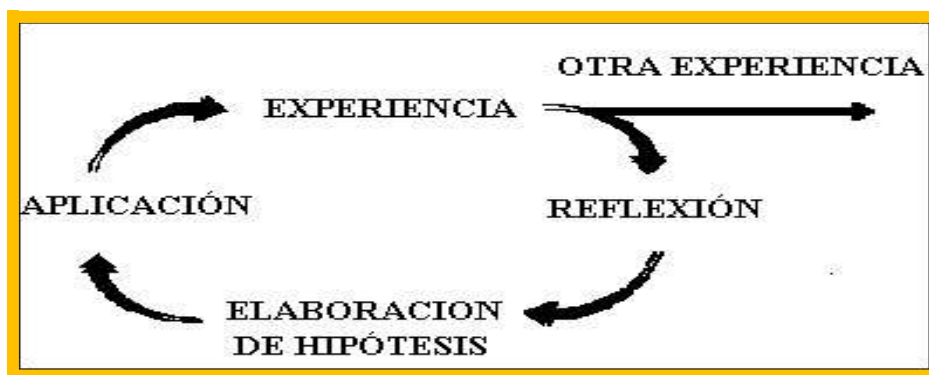 OTRA EXPERIENCIA
EXPERIENCIA
APLICACIÓN
REFLEXIÓN
ELABORACION
DE HIPÓTESIS